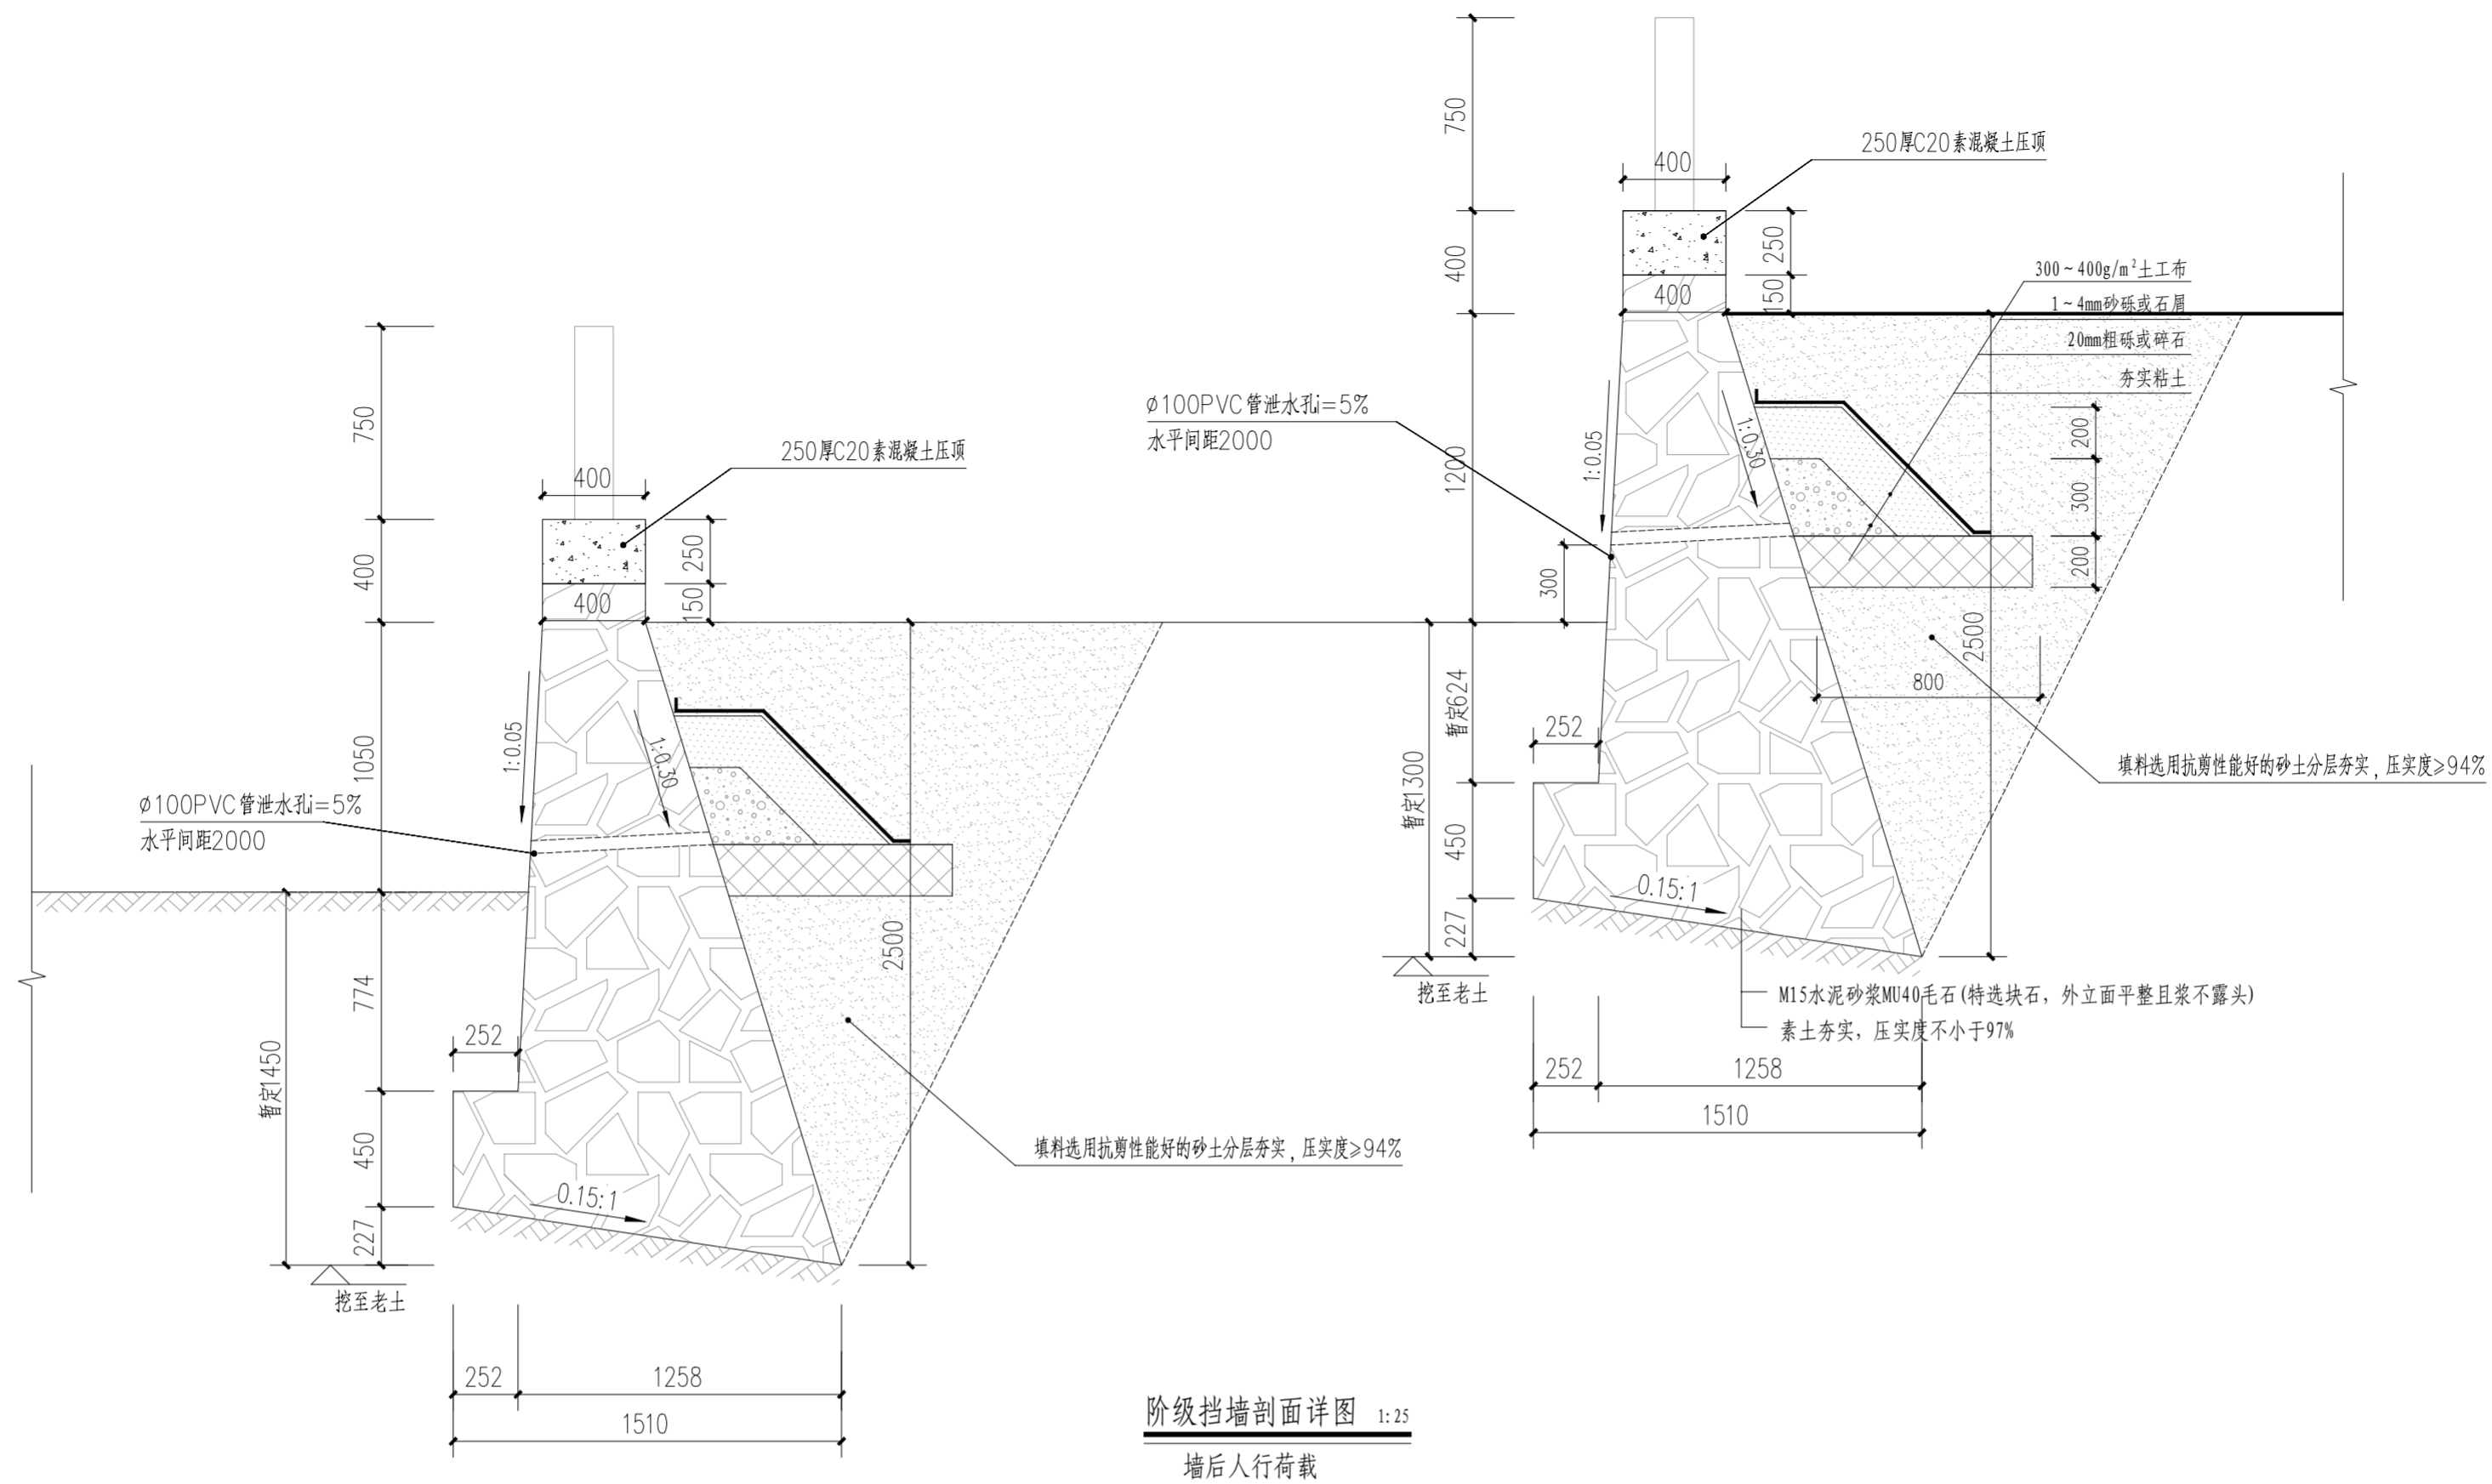 750
400
250厚C20素混凝土压顶
400
250
150
400
300~400g/m²土工布
1~4mm砂砾或石屑
20mm粗砾或碎石
夯实粘土
Ø100PVC管泄水孔i=5%
水平间距2000
1200
1:0.05
1:0.30
200
300
200
300
2500
800
暂定624
252
暂定1300
450
227
0.15:1
填料选用抗剪性能好的砂土分层夯实，压实度≥94%
挖至老土
M15水泥砂浆MU40毛石(特选块石，外立面平整且浆不露头)
素土夯实，压实度不小于97%
252
1258
1510
750
250厚C20素混凝土压顶
400
400
250
400
150
1050
1:0.05
1:0.30
Ø100PVC管泄水孔i=5%
水平间距2000
2500
774
252
暂定1450
450
227
0.15:1
填料选用抗剪性能好的砂土分层夯实，压实度≥94%
挖至老土
252
1258
1510
阶级挡墙剖面详图 1:25
墙后人行荷载